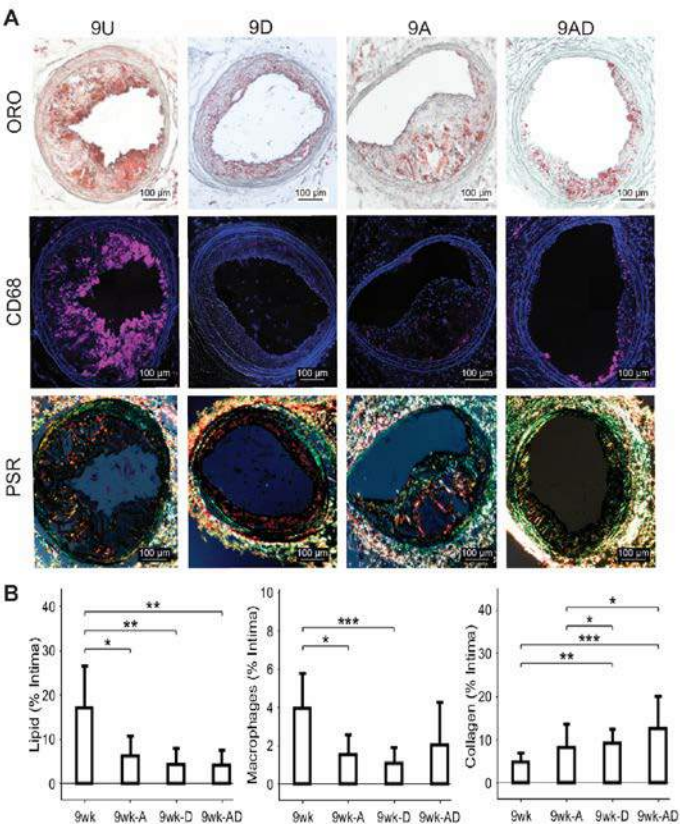 A
9U 9D 9A 9AD
ORO
100 µm 100 µm 100 µm 100 µm
CD68
100 µm 100 µm 100 µm 100 µm
PSR
100 µm 100 µm 100 µm 100 µm
B
Lipid (% Intima)
40
30
20
10
0
** 
**
*
9wk 9wk-A 9wk-D 9wk-AD
Macrophages (% Intima)
10
8
6
4
2
0
***
*
9wk 9wk-A 9wk-D 9wk-AD
Collagen (% Intima)
40
30
20
10
0
*
*
***
**
9wk 9wk-A 9wk-D 9wk-AD